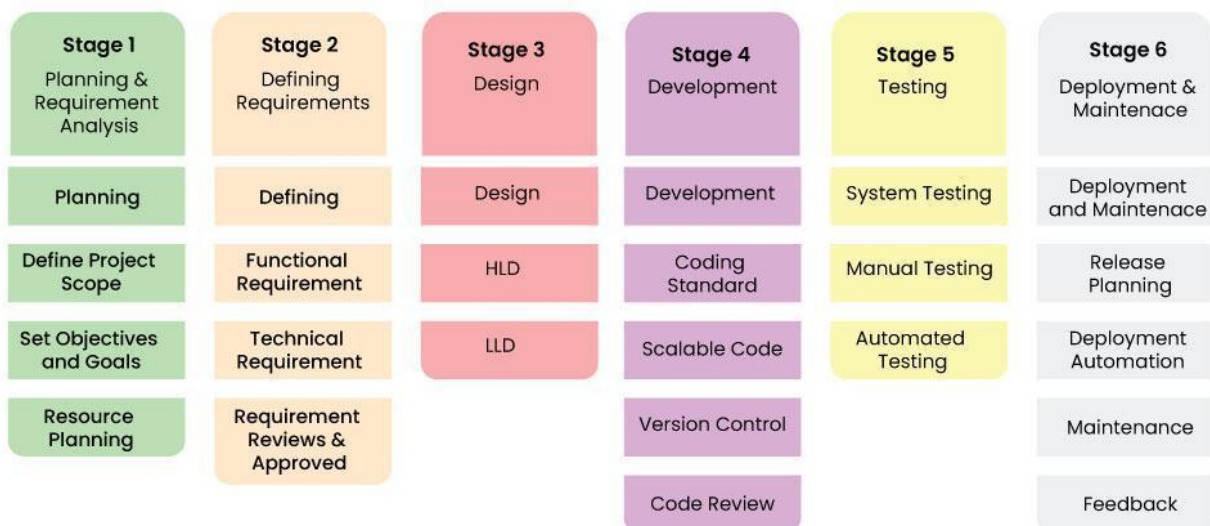 Stage 1
Planning &
Requirement
Analysis
Planning
Define Project
Scope
Set Objectives
and Goals
Resource
Planning
Stage 2
Defining
Requirements
Defining
Functional
Requirement
Technical
Requirement
Requirement
Reviews &
Approved
Stage 3
Design
Design
HLD
LLD
Stage 4
Development
Development
Coding
Standard
Scalable Code
Version Control
Code Review
Stage 5
Testing
System Testing
Manual Testing
Automated
Testing
Stage 6
Deployment &
Maintenace
Deployment
and Maintenace
Release
Planning
Deployment
Automation
Maintenance
Feedback